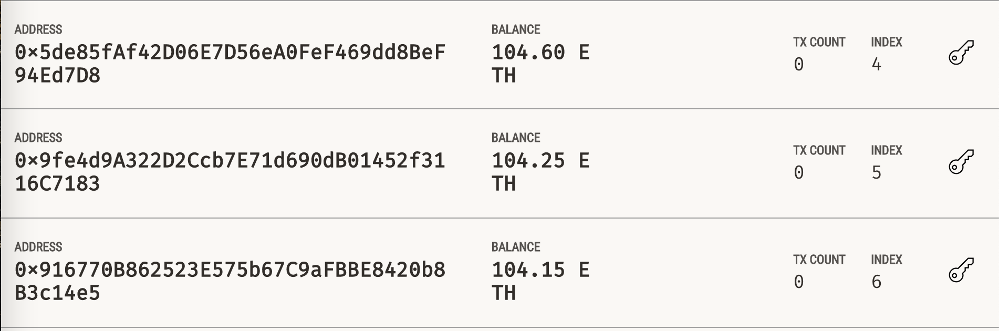 ADDRESS
0×5de85fAf42D06E7D56eA0FeF469dd8BeF
94Ed7D8
BALANCE
104.60 E
TH
TX COUNT
0
INDEX
4
ADDRESS
0×9fe4d9A322D2Ccb7E71d690dB01452f31
16C7183
BALANCE
104.25 E
TH
TX COUNT
0
INDEX
5
ADDRESS
0×916770B862523E575b67C9aFBBE8420b8
B3c14e5
BALANCE
104.15 E
TH
TX COUNT
0
INDEX
6